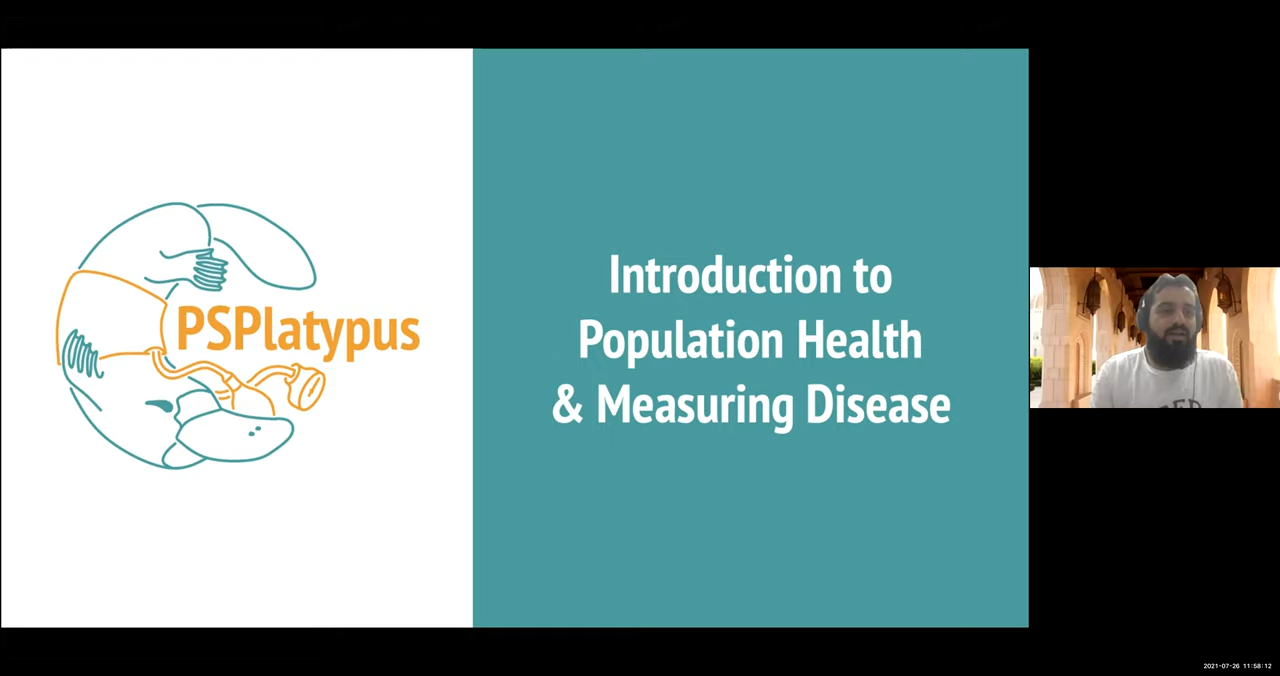 PSPlatypus
Introduction to
Population Health
& Measuring Disease
2021-07-26 11:58:12